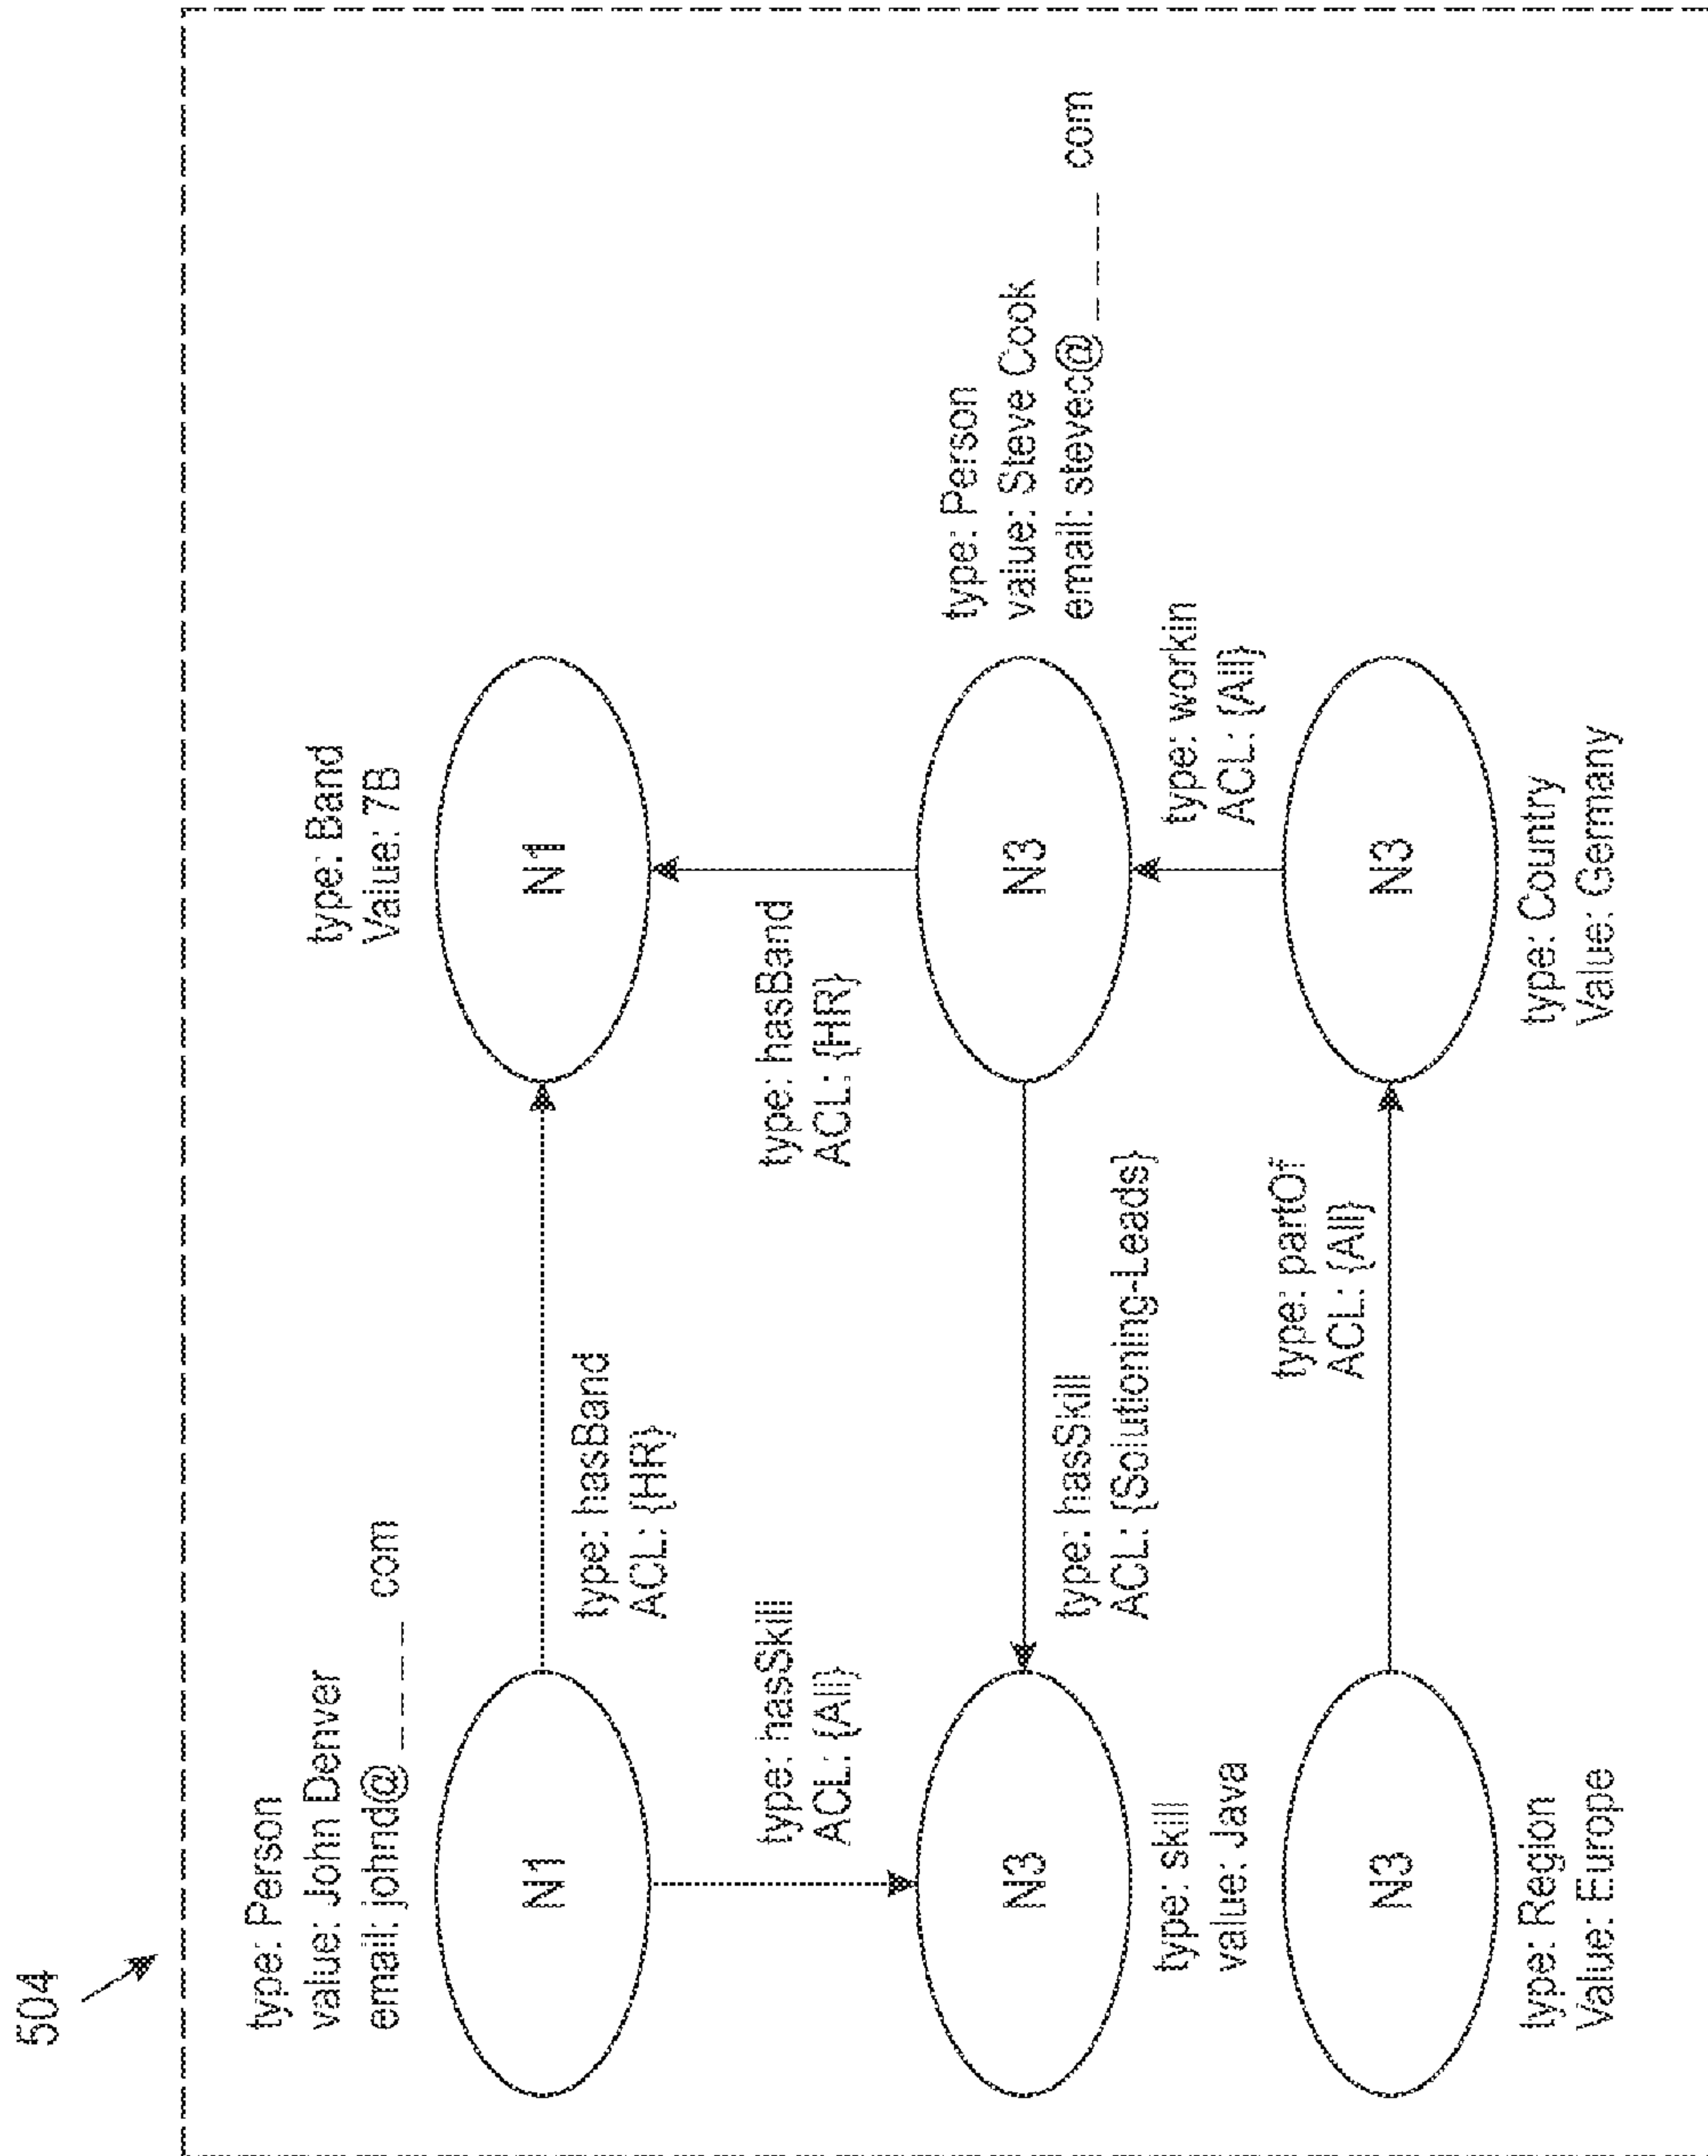 504
type: Person
value: John Denver
email: johnd@_ _ _ _ com
type: Band
Value: 7B
N1
type: hasBand
ACL: {HR}
N1
type: hasSkill
ACL: {All}
type: hasBand
ACL: {HR}
type: Person
value: Steve Cook
email: stevec@_ _ _ _ com
N3
type: hasSkill
ACL: {Solutioning-Leads}
N3
type: skill
value: Java
type: workin
ACL: {All}
type: partOf
ACL: {All}
N3
N3
type: Region
Value: Europe
type: Country
Value: Germany